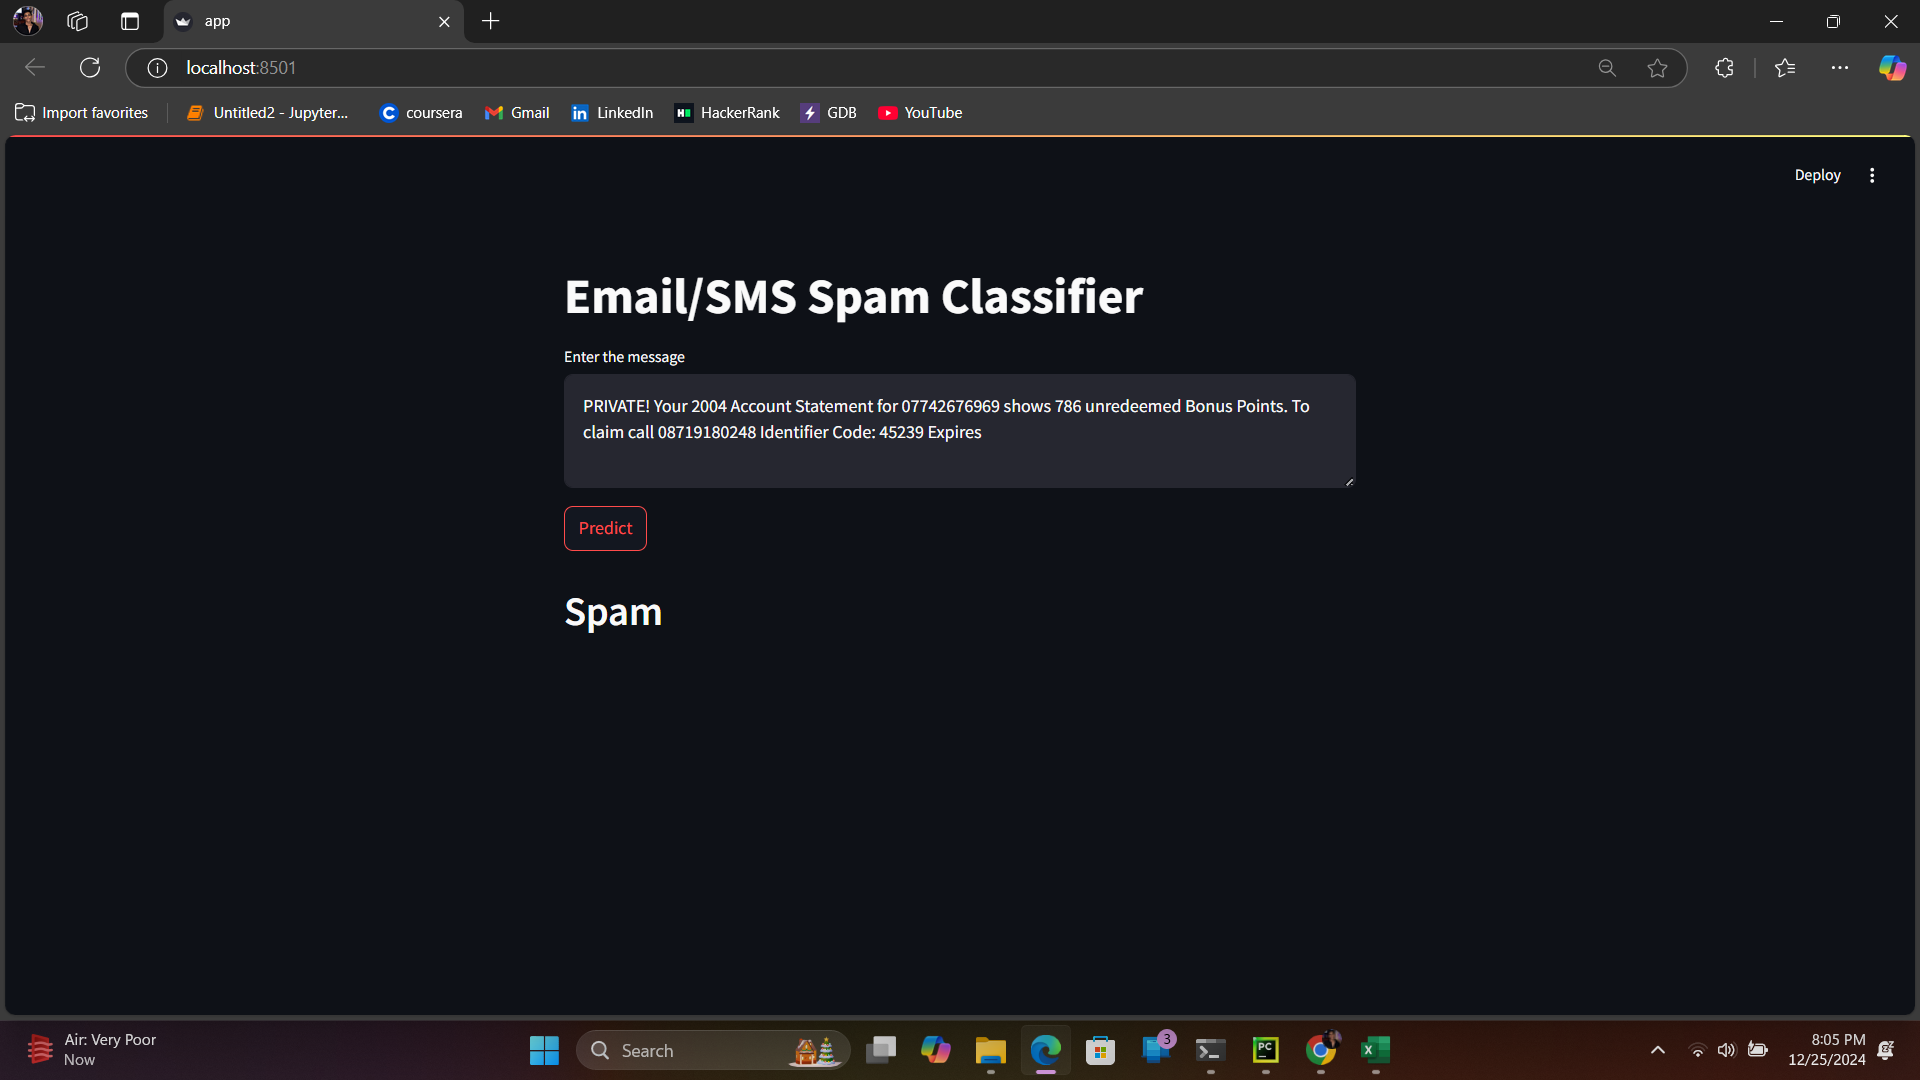 app
localhost:8501
Import favorites
Untitled2 - Jupyter...
coursera
Gmail
LinkedIn
HackerRank
GDB
YouTube
Deploy
Email/SMS Spam Classifier
Enter the message
PRIVATE! Your 2004 Account Statement for 07742676969 shows 786 unredeemed Bonus Points. To
claim call 08719180248 Identifier Code: 45239 Expires
Predict
Spam
Air: Very Poor
Now
Search
3
PC
8:05 PM
12/25/2024